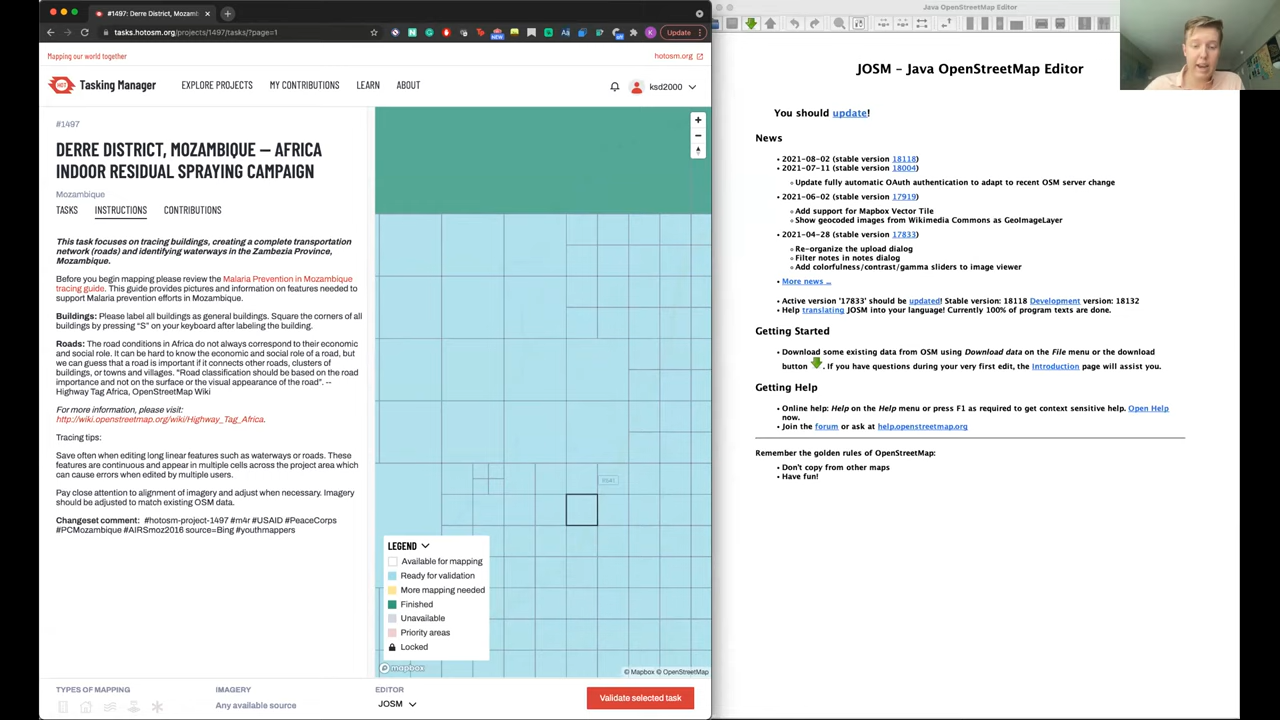 #1497: Derre District, Mozamb
tasks.hotosm.org/projects/1497/tasks/?page=1
Update
Mapping our world together
hotosm.org
HOT
Tasking Manager
EXPLORE PROJECTS
MY CONTRIBUTIONS
LEARN
ABOUT
ksd2000
#1497
DERRE DISTRICT, MOZAMBIQUE – AFRICA
INDOOR RESIDUAL SPRAYING CAMPAIGN
Mozambique
TASKS
INSTRUCTIONS
CONTRIBUTIONS
This task focuses on tracing buildings, creating a complete transportation
network (roads) and identifying waterways in the Zambezia Province,
Mozambique.
Before you begin mapping please review the Malaria Prevention in Mozambique
tracing guide. This guide provides pictures and information on features needed to
support Malaria prevention efforts in Mozambique.
Buildings: Please label all buildings as general buildings. Square the corners of all
buildings by pressing “S” on your keyboard after labeling the building.
Roads: The road conditions in Africa do not always correspond to their economic
and social role. It can be hard to know the economic and social role of a road, but
we can guess that a road is important if it connects other roads, clusters of
buildings, or towns and villages. "Road classification should be based on the road
importance and not on the surface or the visual appearance of the road". --
Highway Tag Africa, OpenStreetMap Wiki
For more information, please visit:
http://wiki.openstreetmap.org/wiki/Highway_Tag_Africa.
Tracing tips:
Save often when editing long linear features such as waterways or roads. These
features are continuous and appear in multiple cells across the project area which
can cause errors when edited by multiple users.
Pay close attention to alignment of imagery and adjust when necessary. Imagery
should be adjusted to match existing OSM data.
Changeset comment: #hotosm-project-1497 #m4r #USAID #PeaceCorps
#PCMozambique #AIRSmoz2016 source=Bing #youthmappers
LEGEND
Available for mapping
Ready for validation
More mapping needed
Finished
Unavailable
Priority areas
Locked
mapbox
© Mapbox © OpenStreetMap
TYPES OF MAPPING
IMAGERY
Any available source
EDITOR
JOSM
Validate selected task
Java OpenStreetMap Editor
JOSM – Java OpenStreetMap Editor
You should update!
News
2021-08-02 (stable version 18118)
2021-07-11 (stable version 18004)
Update fully automatic OAuth authentication to adapt to recent OSM server change
2021-06-02 (stable version 17919)
Add support for Mapbox Vector Tile
Show geocoded images from Wikimedia Commons as GeoImageLayer
2021-04-28 (stable version 17833)
Re-organize the upload dialog
Filter notes in notes dialog
Add colorfulness/contrast/gamma sliders to image viewer
More news ...
Active version '17833' should be updated! Stable version: 18118 Development version: 18132
Help translating JOSM into your language! Currently 100% of program texts are done.
Getting Started
Download some existing data from OSM using Download data on the File menu or the download
button . If you have questions during your very first edit, the Introduction page will assist you.
Getting Help
Online help: Help on the Help menu or press F1 as required to get context sensitive help. Open Help
now.
Join the forum or ask at help.openstreetmap.org
Remember the golden rules of OpenStreetMap:
Don't copy from other maps
Have fun!